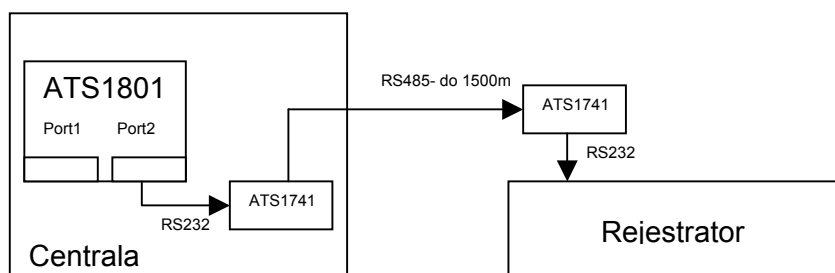 ATS1801
Port1
Port2
RS232
ATS1741
Centrala
RS485- do 1500m
ATS1741
RS232
Rejestrator